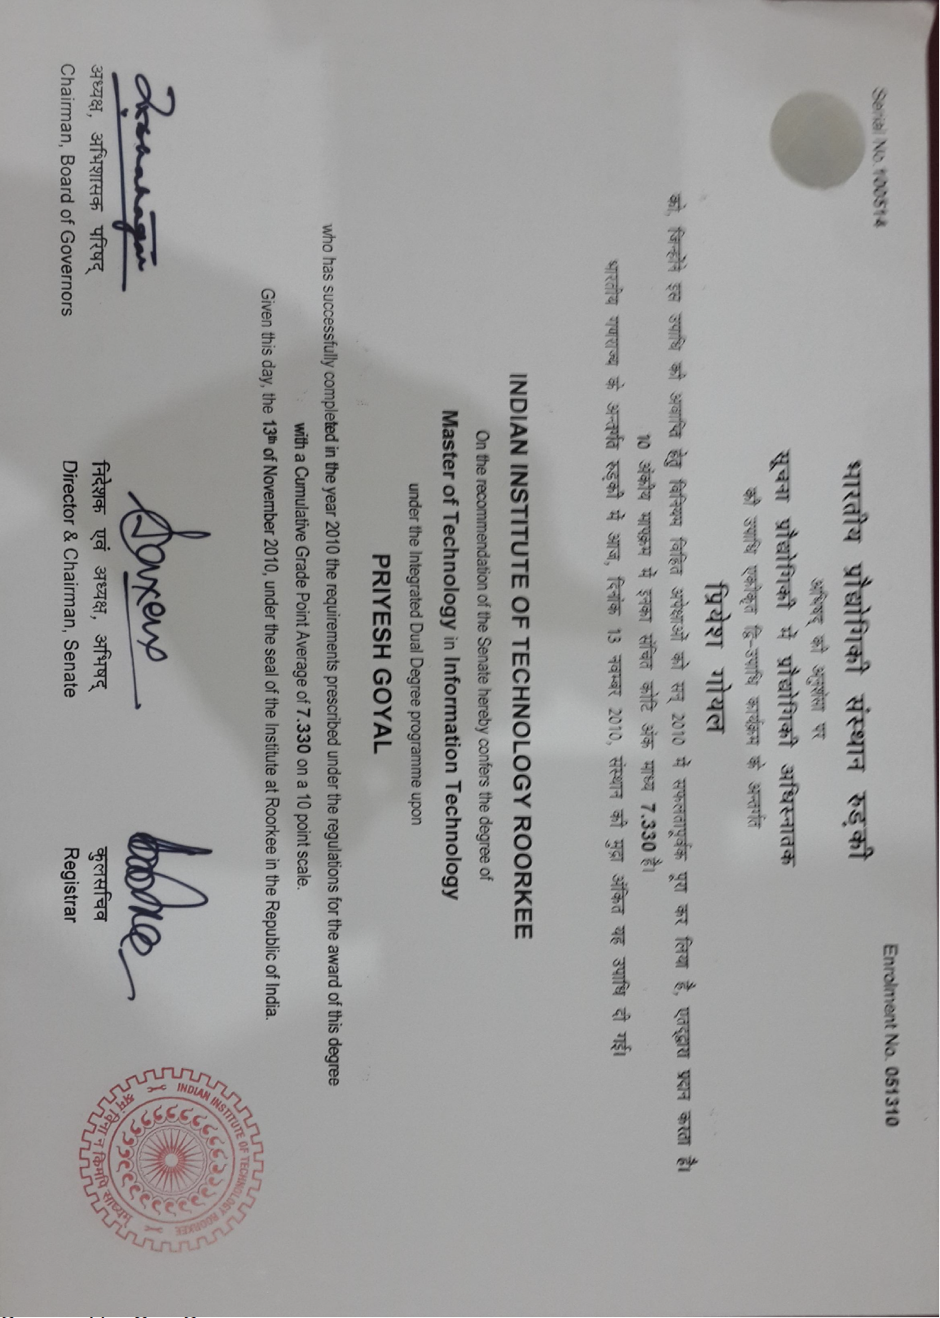 Serial No. 100514
Enrolment No. 051310
भारतीय प्रौद्योगिकी संस्थान रुड़की
अभिषद् की अनुशंसा पर
सूचना प्रौद्योगिकी में प्रौद्योगिकी अधिस्नातक
की उपाधि एकीकृत द्वि-उपाधि कार्यक्रम के अन्तर्गत
प्रियेश गोयल
को, जिन्होंने इस उपाधि की अवाप्ति हेतु विनियम विहित अपेक्षाओं को सन् 2010 में सफलतापूर्वक पूरा कर लिया है, एतद्द्वारा प्रदान करता है।
10 अंकीय मापक्रम में इनका संचित कोटि अंक माध्य 7.330 है।
भारतीय गणराज्य के अन्तर्गत रुड़की में आज, दिनांक 13 नवम्बर 2010, संस्थान की मुद्रा अंकित यह उपाधि दी गई।
INDIAN INSTITUTE OF TECHNOLOGY ROORKEE
On the recommendation of the Senate hereby confers the degree of
Master of Technology in Information Technology
under the Integrated Dual Degree programme upon
PRIYESH GOYAL
who has successfully completed in the year 2010 the requirements prescribed under the regulations for the award of this degree
with a Cumulative Grade Point Average of 7.330 on a 10 point scale.
Given this day, the 13th of November 2010, under the seal of the Institute at Roorkee in the Republic of India.
अध्यक्ष, अभिशासक परिषद्
Chairman, Board of Governors
निदेशक एवं अध्यक्ष, अभिषद्
Director & Chairman, Senate
कुलसचिव
Registrar
INDIAN INSTITUTE OF TECHNOLOGY ROORKEE